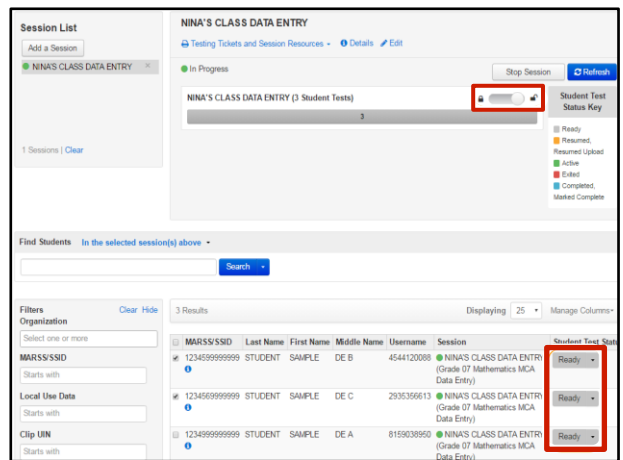 Session List
Add a Session
NINA'S CLASS DATA ENTRY ×
1 Sessions | Clear
NINA'S CLASS DATA ENTRY
Testing Tickets and Session Resources Details Edit
In Progress
Stop Session Refresh
NINA'S CLASS DATA ENTRY (3 Student Tests)
3
Student Test
Status Key
Ready
Resumed,
Resumed Upload
Active
Exited
Completed,
Marked Complete
Find Students In the selected session(s) above
Search
Filters Clear Hide
Organization
Select one or more
MARSS/SSID
Starts with
Local Use Data
Starts with
Clip UIN
Starts with
3 Results Displaying 25 Manage Columns
MARSS/SSID Last Name First Name Middle Name Username Session Student Test Statu
1234599999999 STUDENT SAMPLE DE B 4544120088 NINA'S CLASS DATA ENTRY Ready
(Grade 07 Mathematics MCA
Data Entry)
1234569999999 STUDENT SAMPLE DE C 2935356613 NINA'S CLASS DATA ENTRY Ready
(Grade 07 Mathematics MCA
Data Entry)
1234999999999 STUDENT SAMPLE DE A 8159038950 NINA'S CLASS DATA ENTRY Ready
(Grade 07 Mathematics MCA
Data Entry)